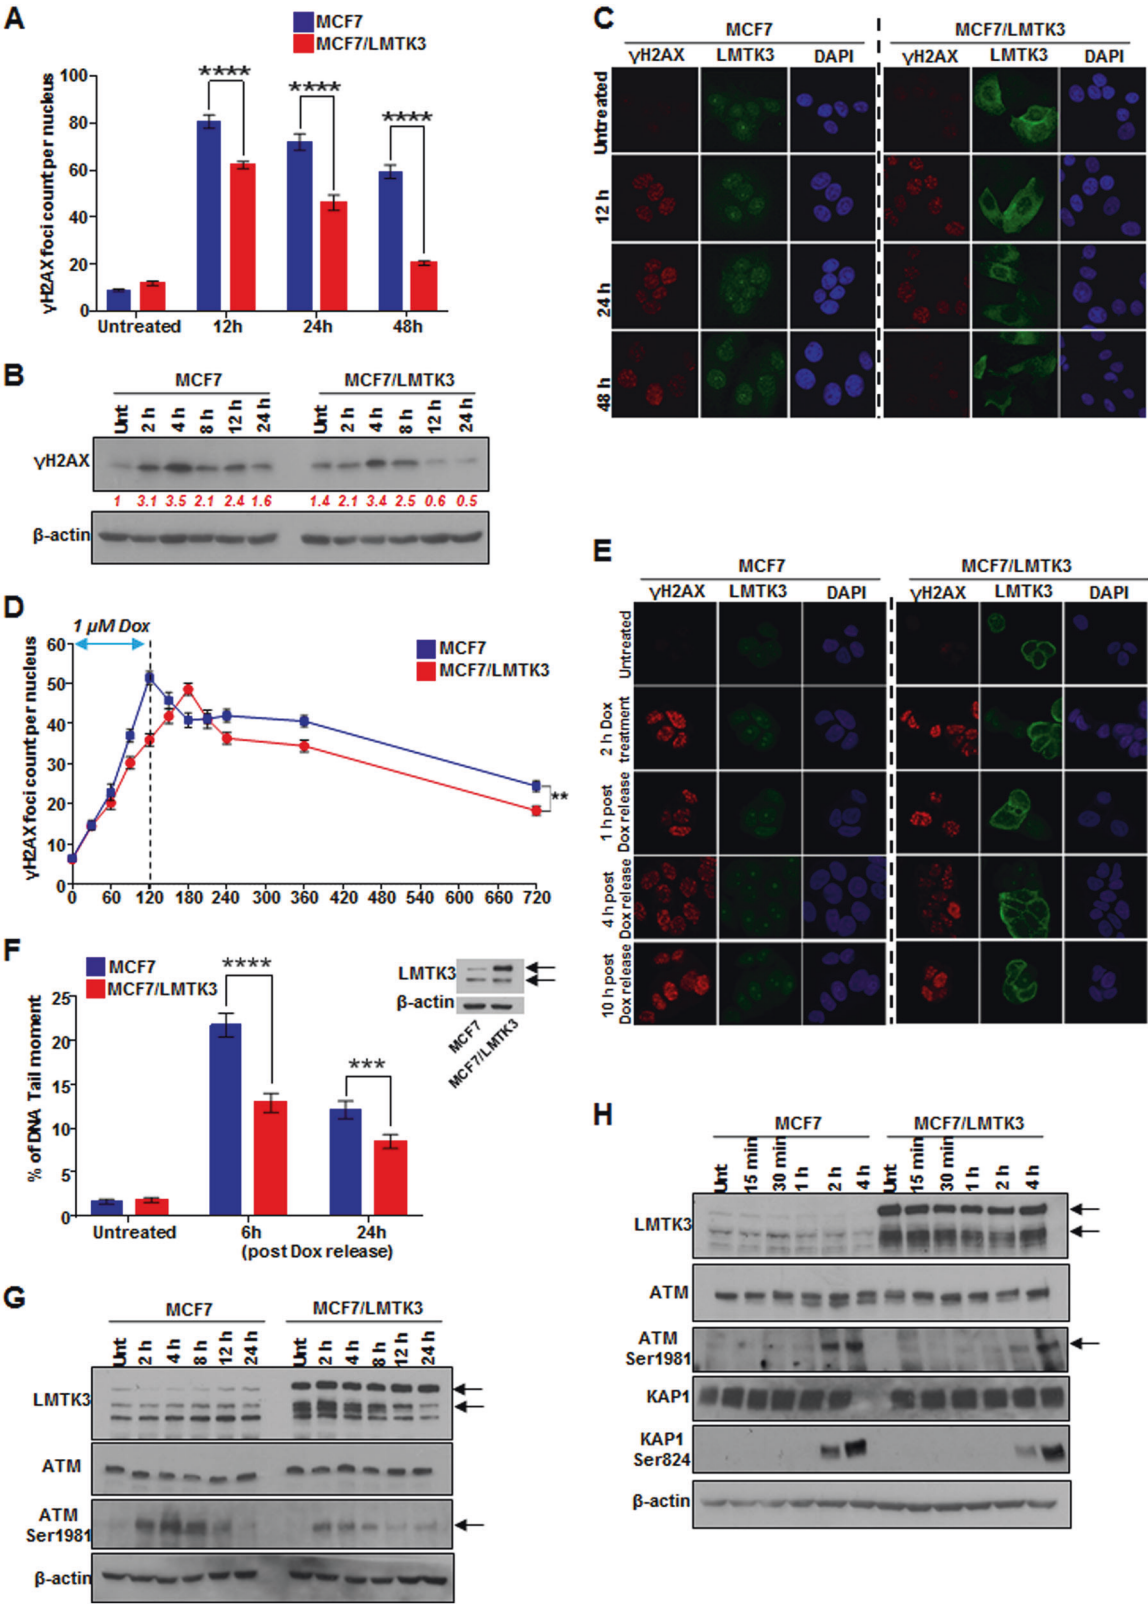 A
MCF7
MCF7/LMTK3
γH2AX foci count per nucleus
100
80
60
40
20
0
****
****
****
Untreated
12h
24h
48h
B
MCF7
MCF7/LMTK3
Unt
2 h
4 h
8 h
12 h
24 h
Unt
2 h
4 h
8 h
12 h
24 h
γH2AX
1 3.1 3.5 2.1 2.4 1.6
1.4 2.1 3.4 2.5 0.6 0.5
β-actin
C
MCF7
MCF7/LMTK3
γH2AX LMTK3 DAPI
γH2AX LMTK3 DAPI
Untreated
12 h
24 h
48 h
D
1 μM Dox
MCF7
MCF7/LMTK3
γH2AX foci count per nucleus
60
50
40
30
20
10
0
**
0 60 120 180 240 300 360 420 480 540 600 660 720
E
MCF7
MCF7/LMTK3
γH2AX LMTK3 DAPI
γH2AX LMTK3 DAPI
Untreated
2 h Dox
treatment
1 h post
Dox release
4 h post
Dox release
10 h post
Dox release
F
MCF7
MCF7/LMTK3
% of DNA Tail moment
25
20
15
10
5
0
****
***
Untreated
6h
24h
(post Dox release)
LMTK3
β-actin
MCF7
MCF7/LMTK3
G
MCF7
MCF7/LMTK3
Unt
2 h
4 h
8 h
12 h
24 h
Unt
2 h
4 h
8 h
12 h
24 h
LMTK3
ATM
ATM
Ser1981
β-actin
H
MCF7
MCF7/LMTK3
Unt
15 min
30 min
1 h
2 h
4 h
Unt
15 min
30 min
1 h
2 h
4 h
LMTK3
ATM
ATM
Ser1981
KAP1
KAP1
Ser824
β-actin